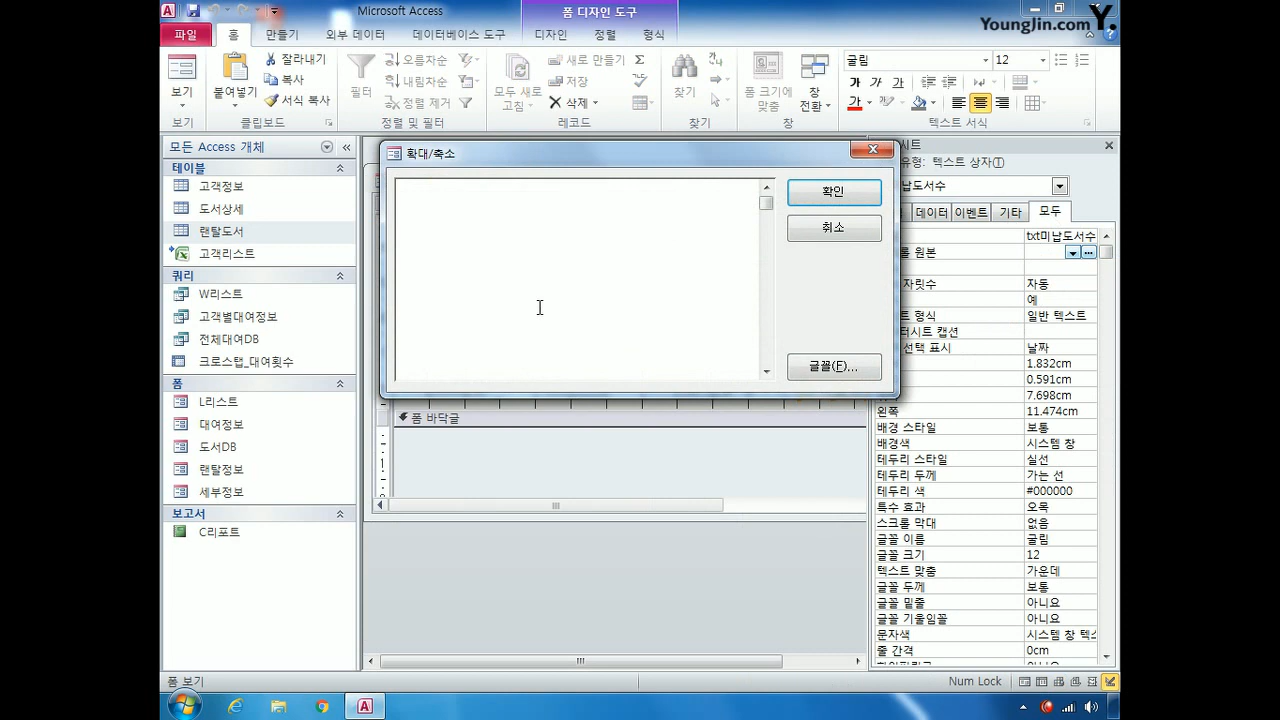 Microsoft Access
폼 디자인 도구
Younglin.com Y.
파일
홈
만들기
외부 데이터
데이터베이스 도구
디자인
정렬
형식
보기
붙여넣기
잘라내기
복사
서식 복사
필터
오름차순
내림차순
정렬 제거
모두 새로
고침
새로 만들기
저장
삭제
찾기
폼 크기에
맞춤
창
전환
굴림
12
가 가 가
가
보기
클립보드
정렬 및 필터
레코드
찾기
창
텍스트 서식
모든 Access 개체
테이블
고객정보
도서상세
랜탈도서
고객리스트
쿼리
W리스트
고객별대여정보
전체대여DB
크로스탭_대여횟수
폼
L리스트
대여정보
도서DB
랜탈정보
세부정보
보고서
C리포트
확대/축소
확인
취소
글꼴(F)...
폼 바닥글
유형: 텍스트 상자(T)
납도서수
데이터
이벤트
기타
모두
txt미납도서수
원본
자릿수
자동
예
형식
일반 텍스트
캡션
표시
날짜
1.832cm
0.591cm
7.698cm
왼쪽
11.474cm
배경 스타일
보통
배경색
시스템 창
테두리 스타일
실선
테두리 두께
가는 선
테두리 색
#000000
특수 효과
오목
스크롤 막대
없음
글꼴 이름
굴림
글꼴 크기
12
텍스트 맞춤
가운데
글꼴 두께
보통
글꼴 밑줄
아니요
글꼴 기울임꼴
아니요
문자색
시스템 창 텍스
줄 간격
0cm
폼 보기
Num Lock